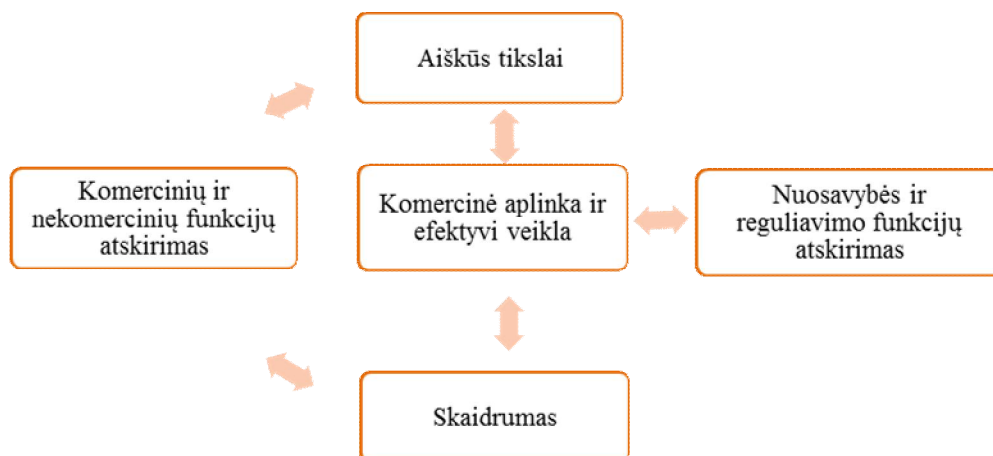 Aiškūs tikslai
Komercinių ir
nekomercinių funkcijų
atskirimas
Komercinė aplinka ir
efektyvi veikla
Nuosavybės ir
reguliavimo funkcijų
atskirimas
Skaidrumas